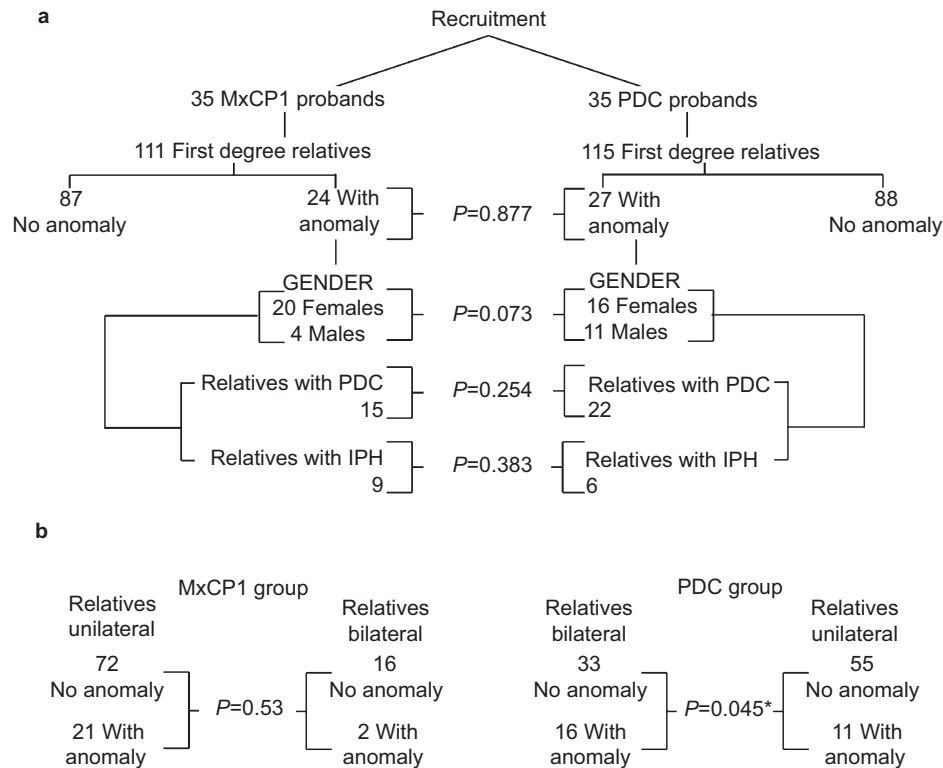 a
Recruitment
35 MxCP1 probands
35 PDC probands
111 First degree relatives
115 First degree relatives
87
No anomaly
24 With
anomaly
P=0.877
27 With
anomaly
88
No anomaly
GENDER
20 Females
4 Males
P=0.073
GENDER
16 Females
11 Males
Relatives with PDC
15
P=0.254
Relatives with PDC
22
Relatives with IPH
9
P=0.383
Relatives with IPH
6
b
MxCP1 group
Relatives
unilateral
72
No anomaly
21 With
anomaly
P=0.53
Relatives
bilateral
16
No anomaly
2 With
anomaly
PDC group
Relatives
bilateral
33
No anomaly
16 With
anomaly
P=0.045*
Relatives
unilateral
55
No anomaly
11 With
anomaly